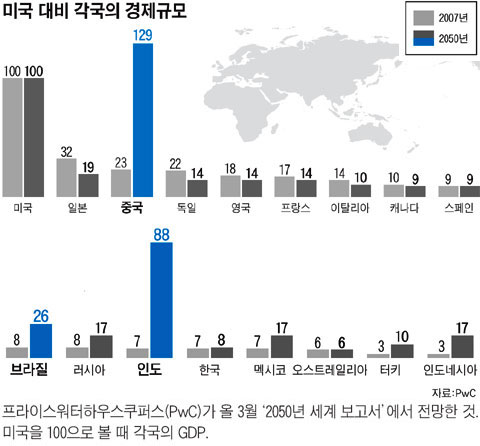 미국 대비 각국의 경제규모
2007년
2050년
100 100
32 19
23 129
22 14
18 14
17 14
14 10
10 9
9 9
미국 일본 중국 독일 영국 프랑스 이탈리아 캐나다 스페인
8 26
8 17
7 88
7 8
7 17
6 6
3 10
3 17
브라질 러시아 인도 한국 멕시코 오스트레일리아 터키 인도네시아
자료:PwC
프라이스워터하우스쿠퍼스(PwC)가 올 3월 '2050년 세계 보고서'에서 전망한 것.
미국을 100으로 볼 때 각국의 GDP.